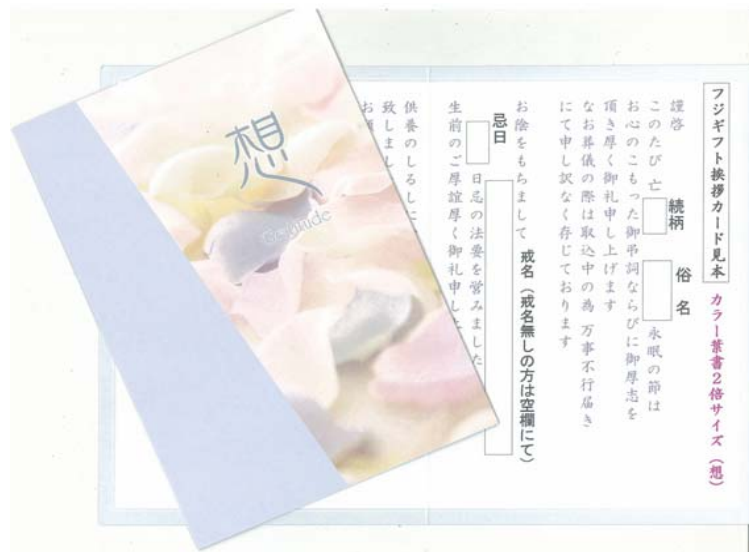 フジギフト挨拶カード見本 カラー葉書2倍サイズ(想)
謹啓
このたび 亡 続柄 俗名 永眠の節は
お心のこもった御弔詞ならびに御厚志を
頂き厚く御礼申し上げます
なお葬儀の際は取込中の為 万事不行届き
にて申し訳なく存じております
お陰をもちまして 戒名(戒名無しの方は空欄にて)
忌日 日忌の法要を営みました
生前のご厚誼厚く御礼申し
供養のしるしに
致しまし
お
想